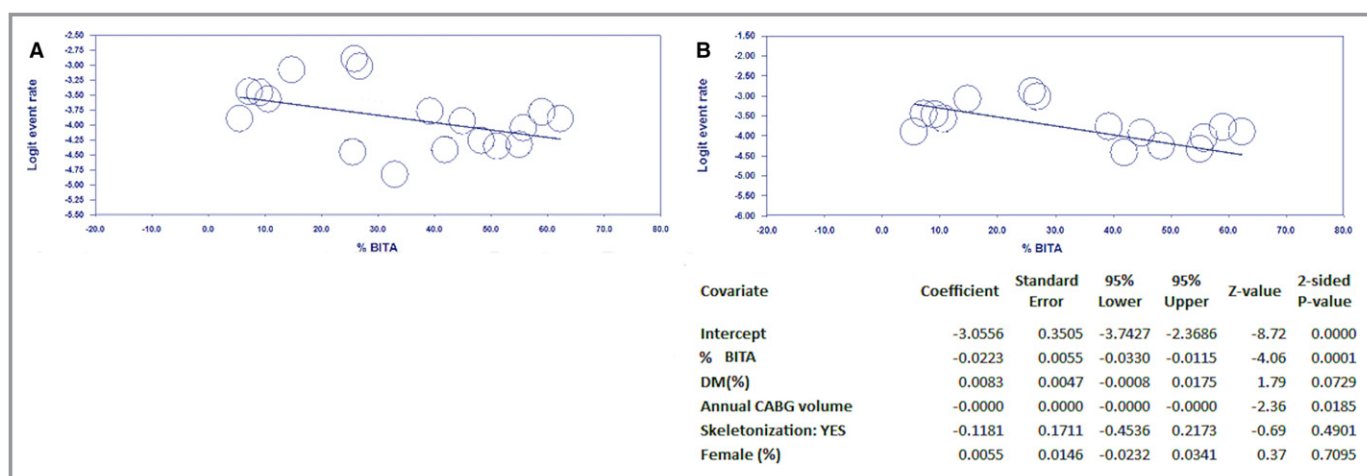 A
Logit event rate
-2.50
-2.75
-3.00
-3.25
-3.50
-3.75
-4.00
-4.25
-4.50
-4.75
-5.00
-5.25
-5.50
-20.0 -10.0 0.0 10.0 20.0 30.0 40.0 50.0 60.0 70.0 80.0
% BITA
B
Logit event rate
-1.50
-2.00
-2.50
-3.00
-3.50
-4.00
-4.50
-5.00
-5.50
-6.00
-20.0 -10.0 0.0 10.0 20.0 30.0 40.0 50.0 60.0 70.0 80.0
% BITA
Covariate Coefficient Standard Error 95% Lower 95% Upper Z-value 2-sided P-value
Intercept -3.0556 0.3505 -3.7427 -2.3686 -8.72 0.0000
% BITA -0.0223 0.0055 -0.0330 -0.0115 -4.06 0.0001
DM(%) 0.0083 0.0047 -0.0008 0.0175 1.79 0.0729
Annual CABG volume -0.0000 0.0000 -0.0000 -0.0000 -2.36 0.0185
Skeletonization: YES -0.1181 0.1711 -0.4536 0.2173 -0.69 0.4901
Female (%) 0.0055 0.0146 -0.0232 0.0341 0.37 0.7095